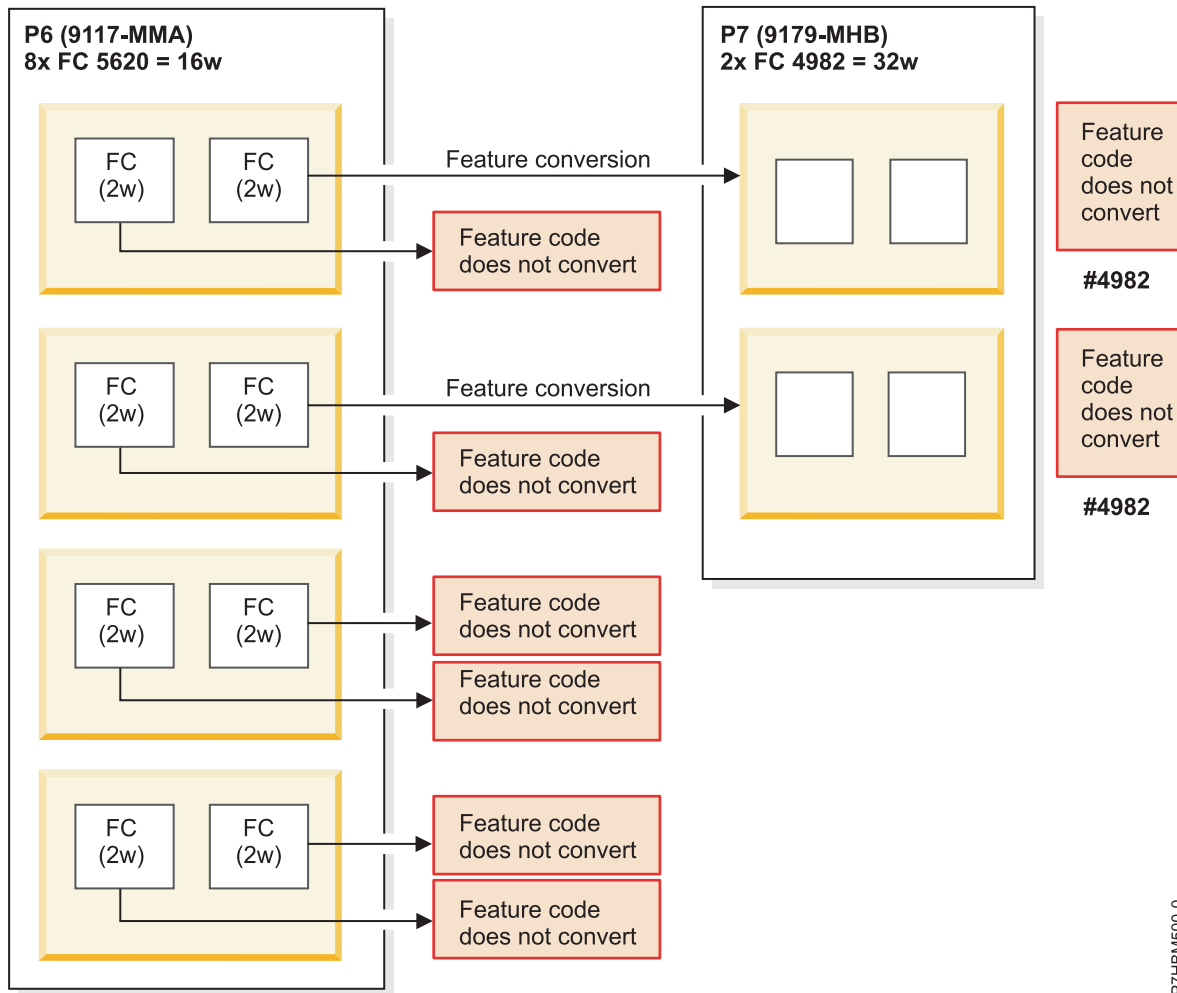 P6 (9117-MMA)
8x FC 5620 = 16w
P7 (9179-MHB)
2x FC 4982 = 32w
FC
(2w)
FC
(2w)
Feature conversion
Feature code
does not convert
Feature
code
does not
convert
#4982
FC
(2w)
FC
(2w)
Feature conversion
Feature code
does not convert
Feature
code
does not
convert
#4982
FC
(2w)
FC
(2w)
Feature code
does not convert
Feature code
does not convert
FC
(2w)
FC
(2w)
Feature code
does not convert
Feature code
does not convert